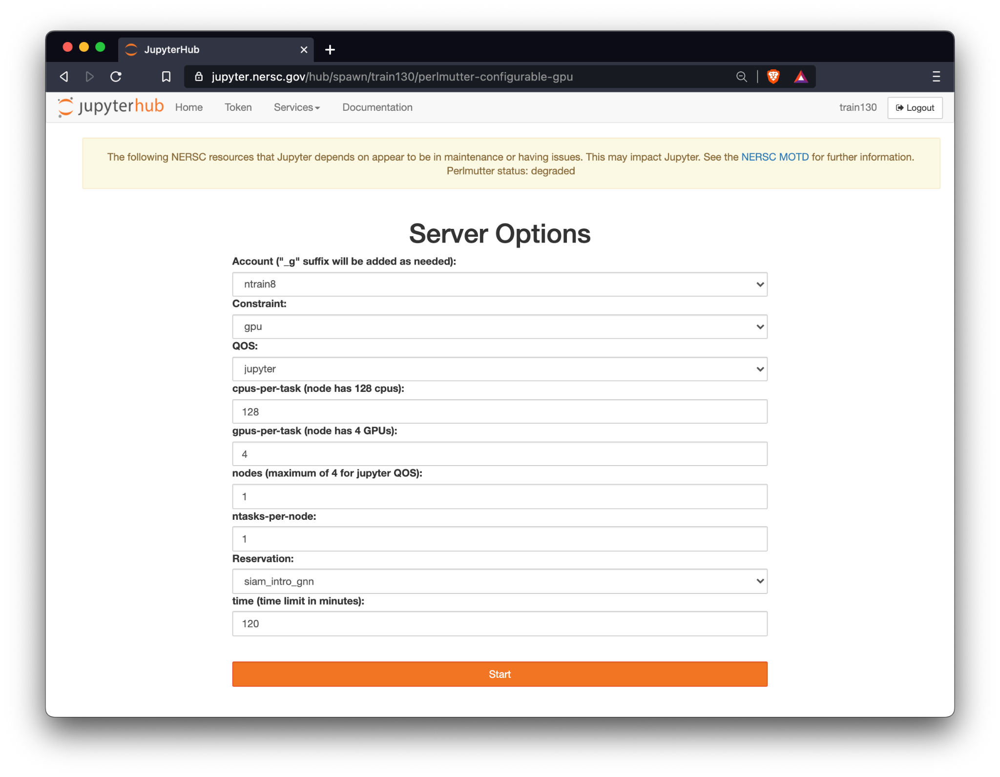 JupyterHub
jupyter.nersc.gov/hub/spawn/train130/perlmutter-configurable-gpu
jupyterhub Home Token Services Documentation train130 Logout
The following NERSC resources that Jupyter depends on appear to be in maintenance or having issues. This may impact Jupyter. See the NERSC MOTD for further information.
Perlmutter status: degraded
Server Options
Account ("_g" suffix will be added as needed):
ntrain8
Constraint:
gpu
QOS:
jupyter
cpus-per-task (node has 128 cpus):
128
gpus-per-task (node has 4 GPUs):
4
nodes (maximum of 4 for jupyter QOS):
1
ntasks-per-node:
1
Reservation:
siam_intro_gnn
time (time limit in minutes):
120
Start